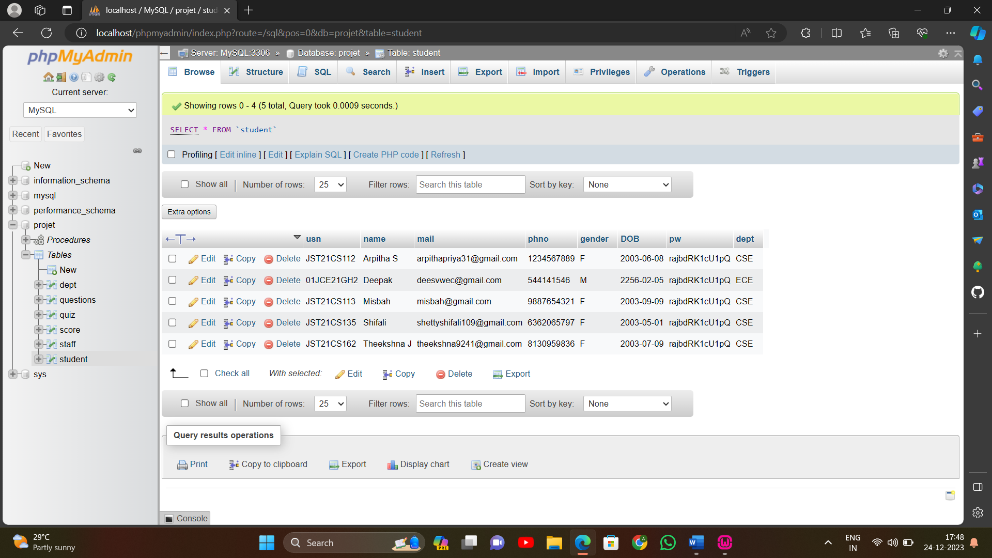 localhost / MySQL / projet / stud
localhost/phpmyadmin/index.php?route=/sql&pos=0&db=projet&table=student
phpMyAdmin
Current server:
MySQL
Recent Favorites
New
information_schema
mysql
performance_schema
projet
Procedures
Tables
New
dept
questions
quiz
score
staff
student
sys
Server: MySQL:3306 » Database: projet » Table: student
Browse Structure SQL Search Insert Export Import Privileges Operations Triggers
Showing rows 0 - 4 (5 total, Query took 0.0009 seconds.)
SELECT * FROM `student`
Profiling [ Edit inline ] [ Edit ] [ Explain SQL ] [ Create PHP code ] [ Refresh ]
Show all Number of rows: 25 Filter rows: Search this table Sort by key: None
Extra options
usn name mail phno gender DOB pw dept
Edit Copy Delete JST21CS112 Arpitha S arpithapriya31@gmail.com 1234567889 F 2003-06-08 rajbdRK1cU1pQ CSE
Edit Copy Delete 01JCE21GH2 Deepak deesvwec@gmail.com 544141546 M 2256-02-05 rajbdRK1cU1pQ ECE
Edit Copy Delete JST21CS113 Misbah misbah@gmail.com 9887654321 F 2003-09-09 rajbdRK1cU1pQ CSE
Edit Copy Delete JST21CS135 Shifali shettyshifali109@gmail.com 6362065797 F 2003-05-01 rajbdRK1cU1pQ CSE
Edit Copy Delete JST21CS162 Theekshna J theekshna9241@gmail.com 8130959836 F 2003-07-09 rajbdRK1cU1pQ CSE
Check all With selected: Edit Copy Delete Export
Show all Number of rows: 25 Filter rows: Search this table Sort by key: None
Query results operations
Print Copy to clipboard Export Display chart Create view
Console
29°C
Partly sunny
Search
ENG
IN
17:48
24-12-2023